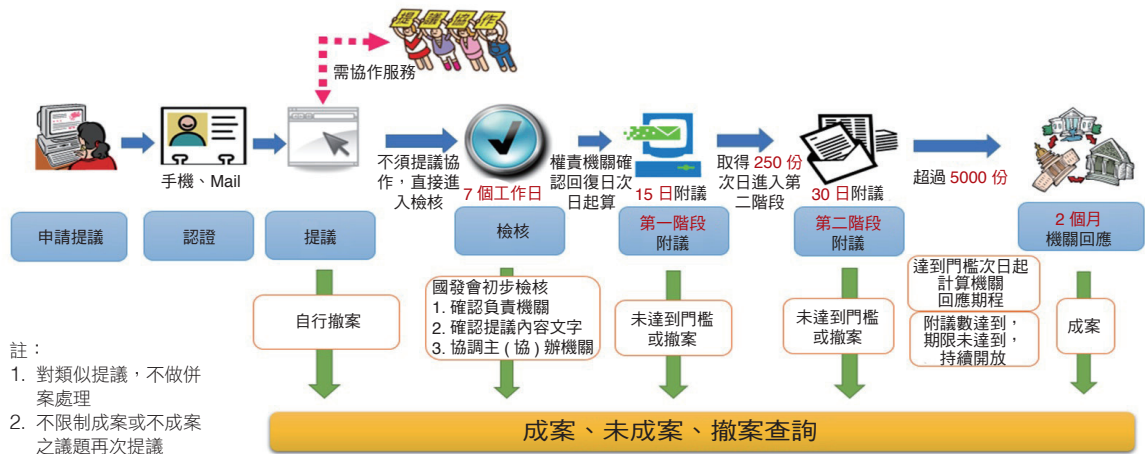 提議協作
需協作服務
手機、Mail
不須提議協
作，直接進
入檢核
7 個工作日
權責機關確
認回復日次
日起算
15 日附議
取得 250 份
次日進入第
二階段
30 日附議
超過 5000 份
申請提議
認證
提議
檢核
第一階段
附議
第二階段
附議
2 個月
機關回應
自行撤案
國發會初步檢核
1. 確認負責機關
2. 確認提議內容文字
3. 協調主 ( 協 ) 辦機關
未達到門檻
或撤案
未達到門檻
或撤案
達到門檻次日起
計算機關
回應期程
附議數達到，
期限未達到，
持續開放
成案
註：
1. 對類似提議，不做併
案處理
2. 不限制成案或不成案
之議題再次提議
成案、未成案、撤案查詢